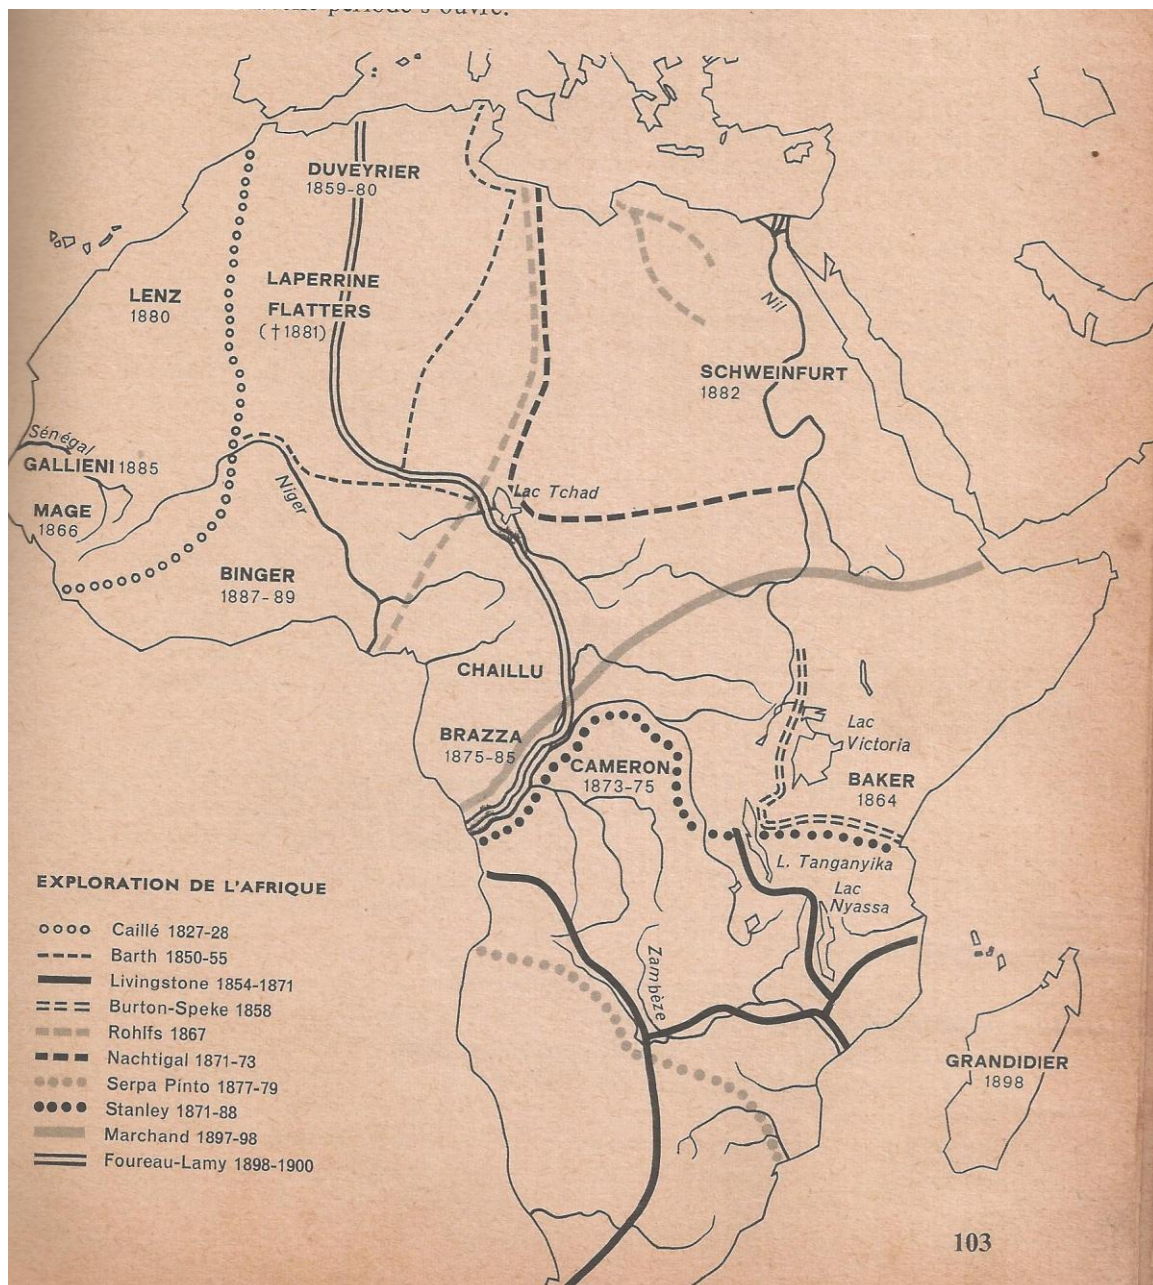 période s'ouvre.
DUVEYRIER
1859-80
LAPERRINE
FLATTERS
(†1881)
LENZ
1880
Nil
SCHWEINFURT
1882
Sénégal
GALLIENI 1885
MAGE
1866
Niger
Lac Tchad
BINGER
1887-89
CHAILLU
BRAZZA
1875-85
CAMERON
1873-75
Lac
Victoria
BAKER
1864
L. Tanganyika
Lac
Nyassa
Zambèze
GRANDIDIER
1898
EXPLORATION DE L'AFRIQUE
Caillé 1827-28
Barth 1850-55
Livingstone 1854-1871
Burton-Speke 1858
Rohlfs 1867
Nachtigal 1871-73
Serpa Pinto 1877-79
Stanley 1871-88
Marchand 1897-98
Foureau-Lamy 1898-1900
103